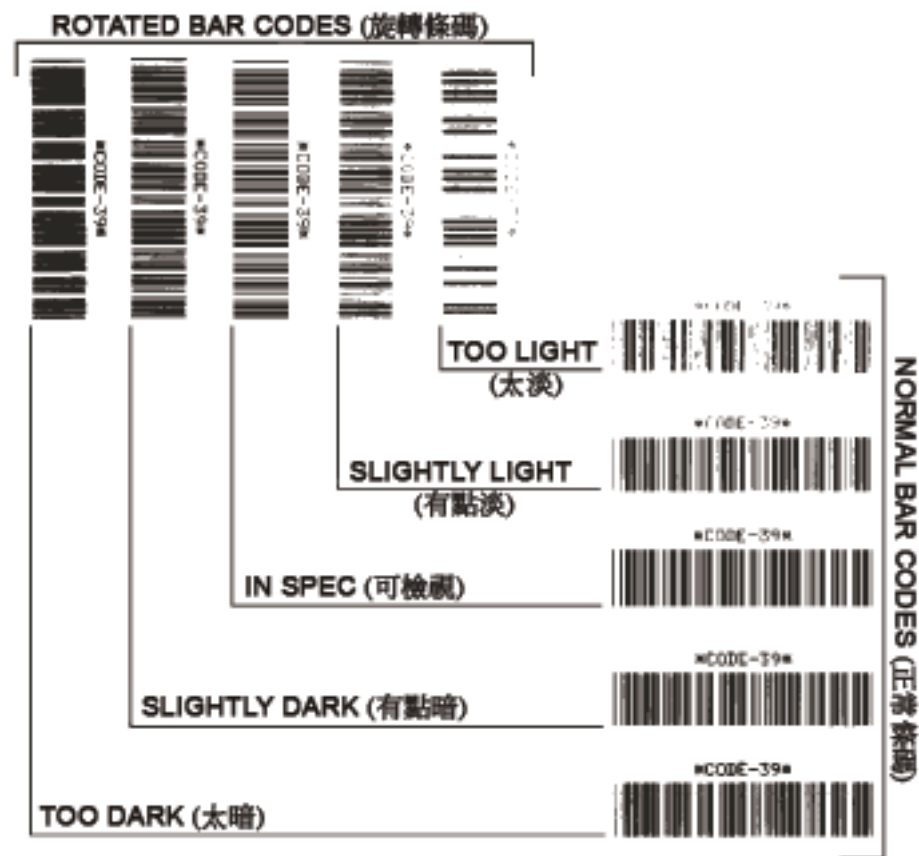 ROTATED BAR CODES (旋轉條碼)
*CODE-39*
*CODE-39*
*CODE-39*
*CODE-39*
TOO LIGHT
(太淡)
SLIGHTLY LIGHT
(有點淡)
*CODE-39*
IN SPEC (可檢視)
*CODE-39*
*CODE-39*
SLIGHTLY DARK (有點暗)
*CODE-39*
TOO DARK (太暗)
NORMAL BAR CODES (正常條碼)